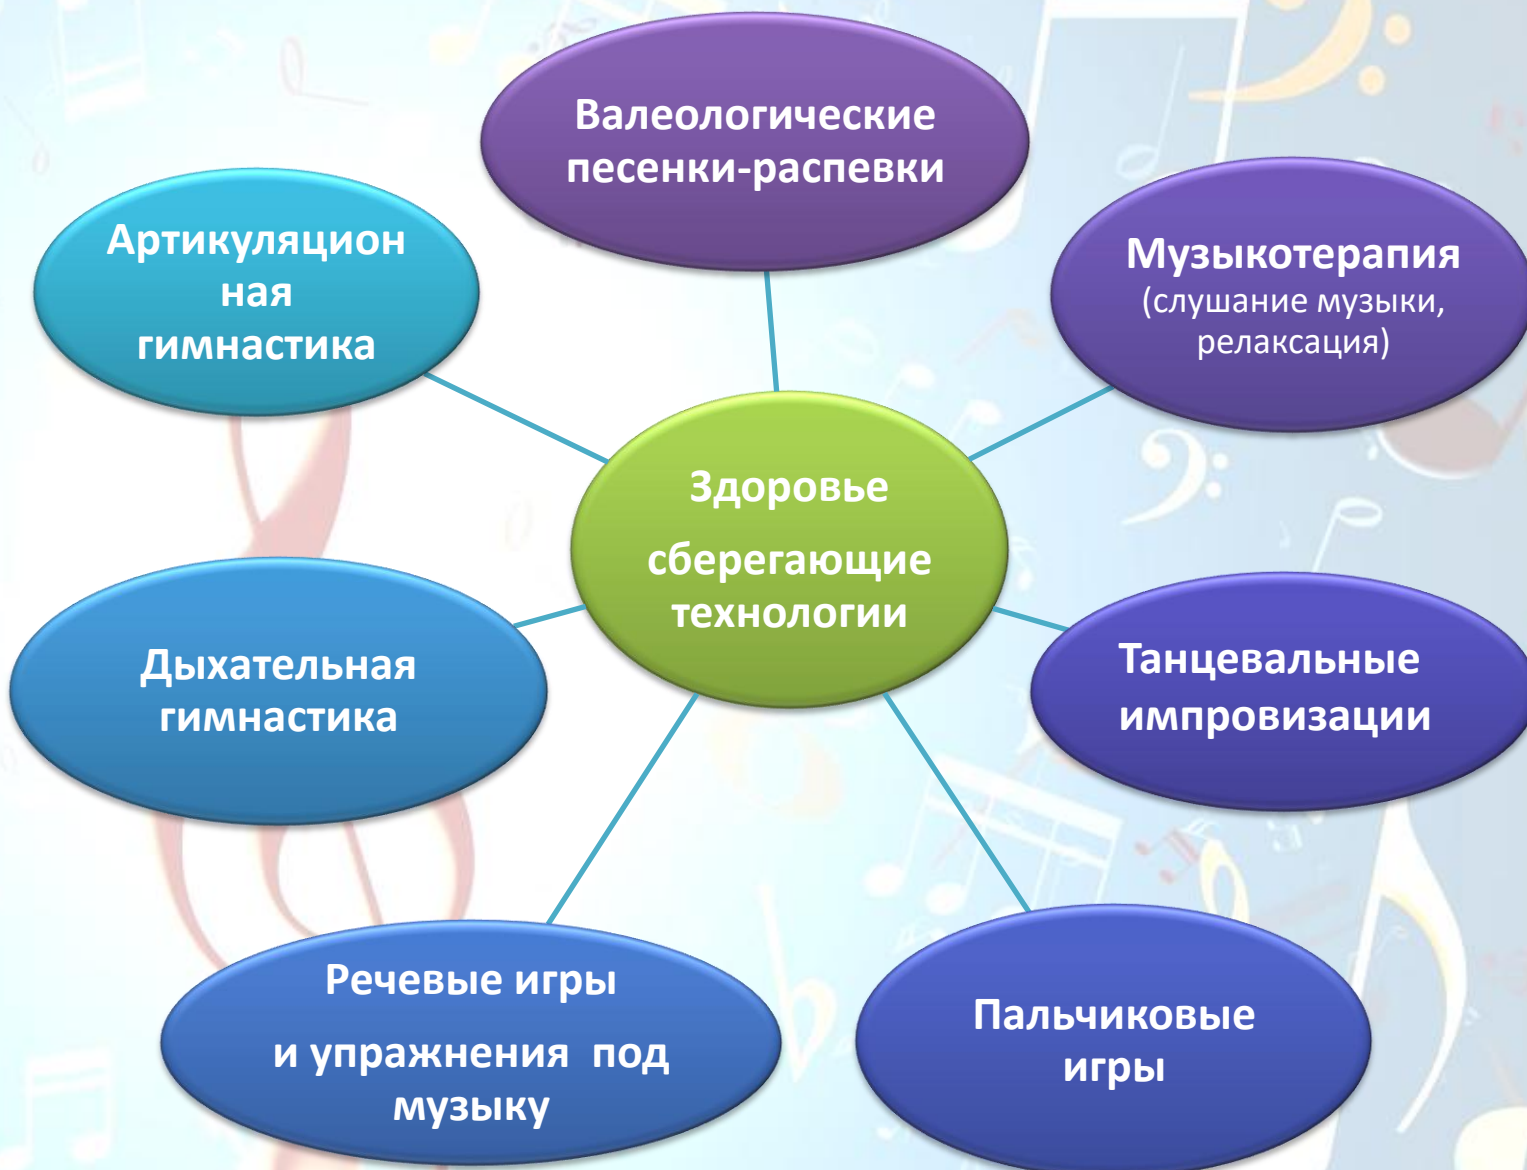 Валеологические
песенки-распевки
Артикуляцион
ная
гимнастика
Музыкотерапия
(слушание музыки,
релаксация)
Здоровье
сберегающие
технологии
Дыхательная
гимнастика
Танцевальные
импровизации
Речевые игры
и упражнения под
музыку
Пальчиковые
игры